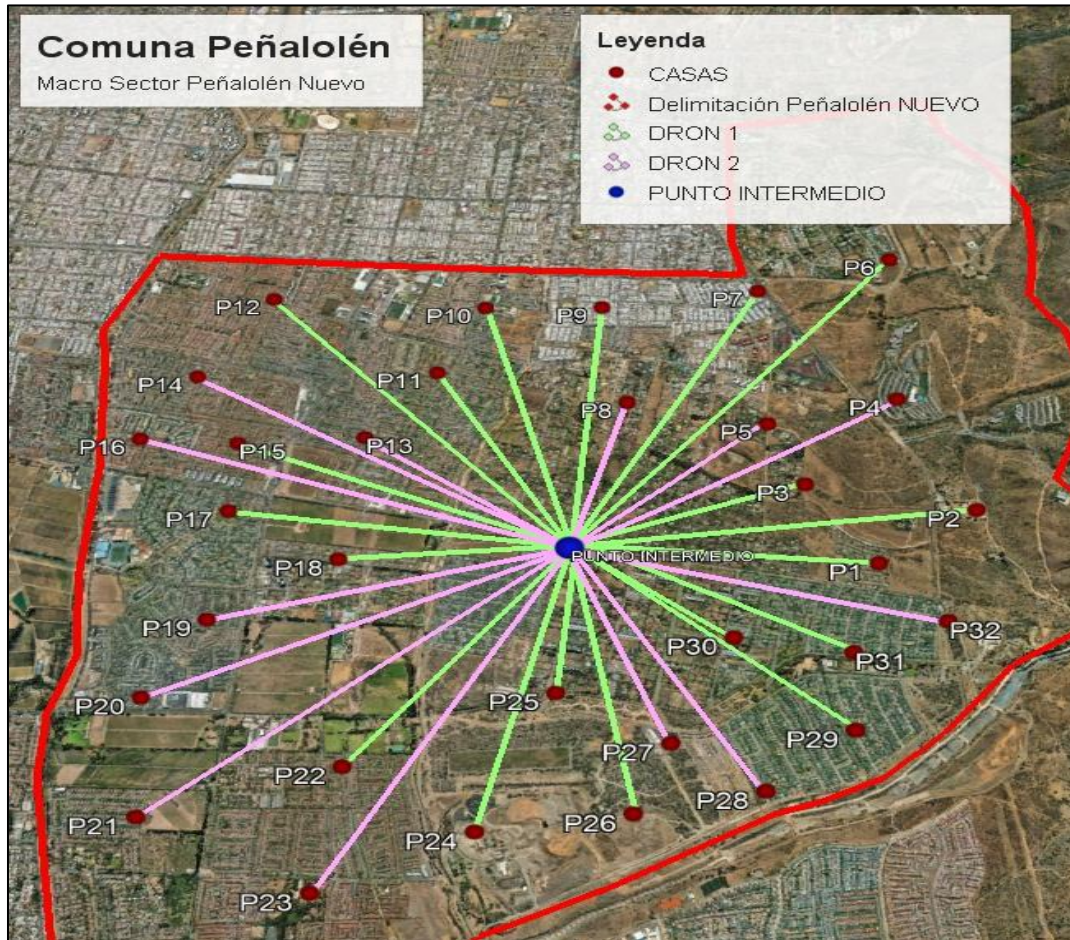 Comuna Peñalolén
Macro Sector Peñalolén Nuevo
Leyenda
CASAS
Delimitación Peñalolén NUEVO
DRON 1
DRON 2
PUNTO INTERMEDIO
P6
P7
P12
P10
P9
P14
P11
P8
P4
P5
P16
P15
P13
P3
P17
P2
P18
PUNTO INTERMEDIO
P1
P19
P30
P32
P31
P20
P25
P29
P27
P22
P28
P21
P24
P26
P23